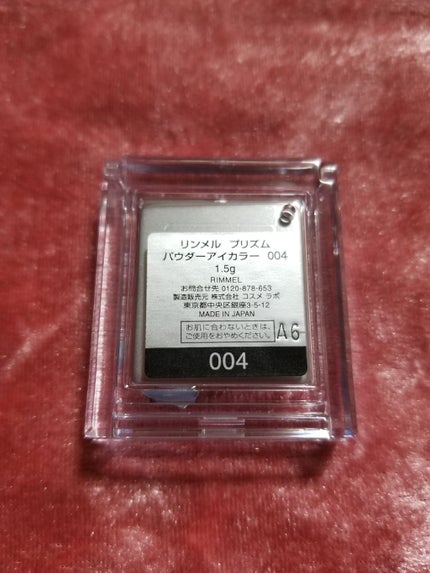 リンメル プリズム
パウダーアイカラー 004
1.5g
RIMMEL
お問合せ先 0120-878-653
製造販売元 株式会社 コスメ ラボ
東京都中央区銀座3-5-12
MADE IN JAPAN
お肌に合わないときは、
ご使用をおやめください。
A6
004